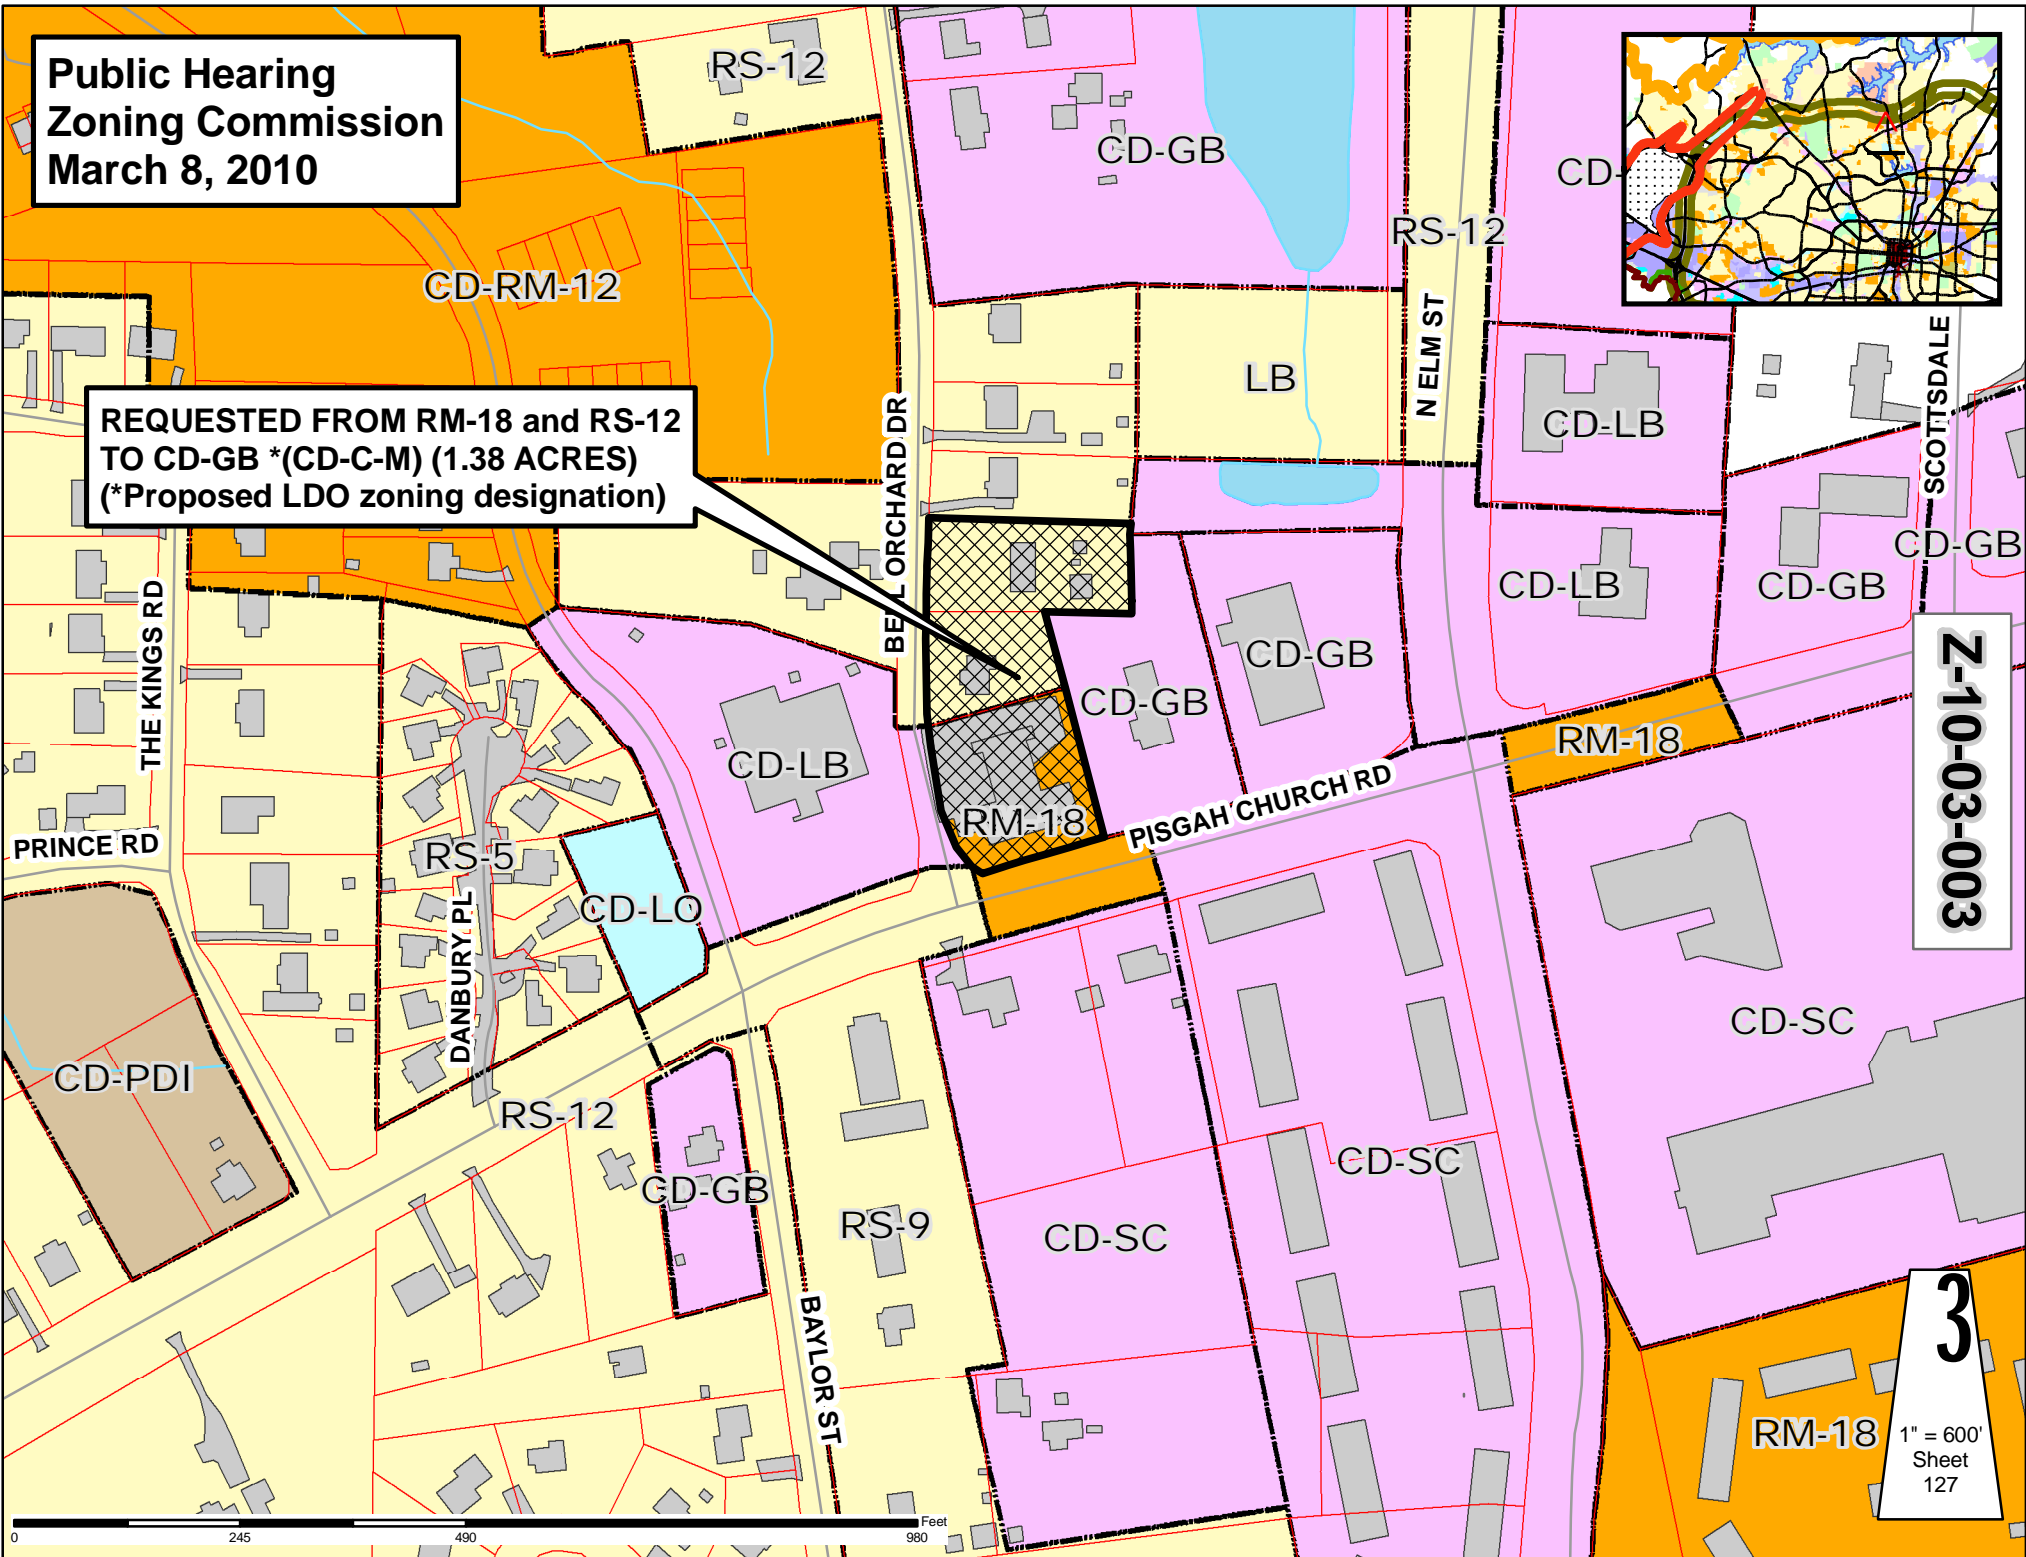 Public Hearing
Zoning Commission
March 8, 2010
RS-12
CD-GB
CD-
RS-12
CD-RM-12
LB
N ELM ST
SCOTTSDALE
CD-LB
REQUESTED FROM RM-18 and RS-12
TO CD-GB *(CD-C-M) (1.38 ACRES)
(*Proposed LDO zoning designation)
ORCHARD DR
CD-GB
CD-LB
CD-GB
THE KINGS RD
CD-GB
CD-GB
Z-10-03-003
CD-LB
RM-18
RM-18
PISGAH CHURCH RD
PRINCE RD
RS-5
CD-LO
DANBURY PL
CD-SC
CD-PDI
RS-12
CD-SC
CD-GB
RS-9
CD-SC
BAYLOR ST
3
RM-18
1" = 600'
Sheet
127
Feet
0 245 490 980